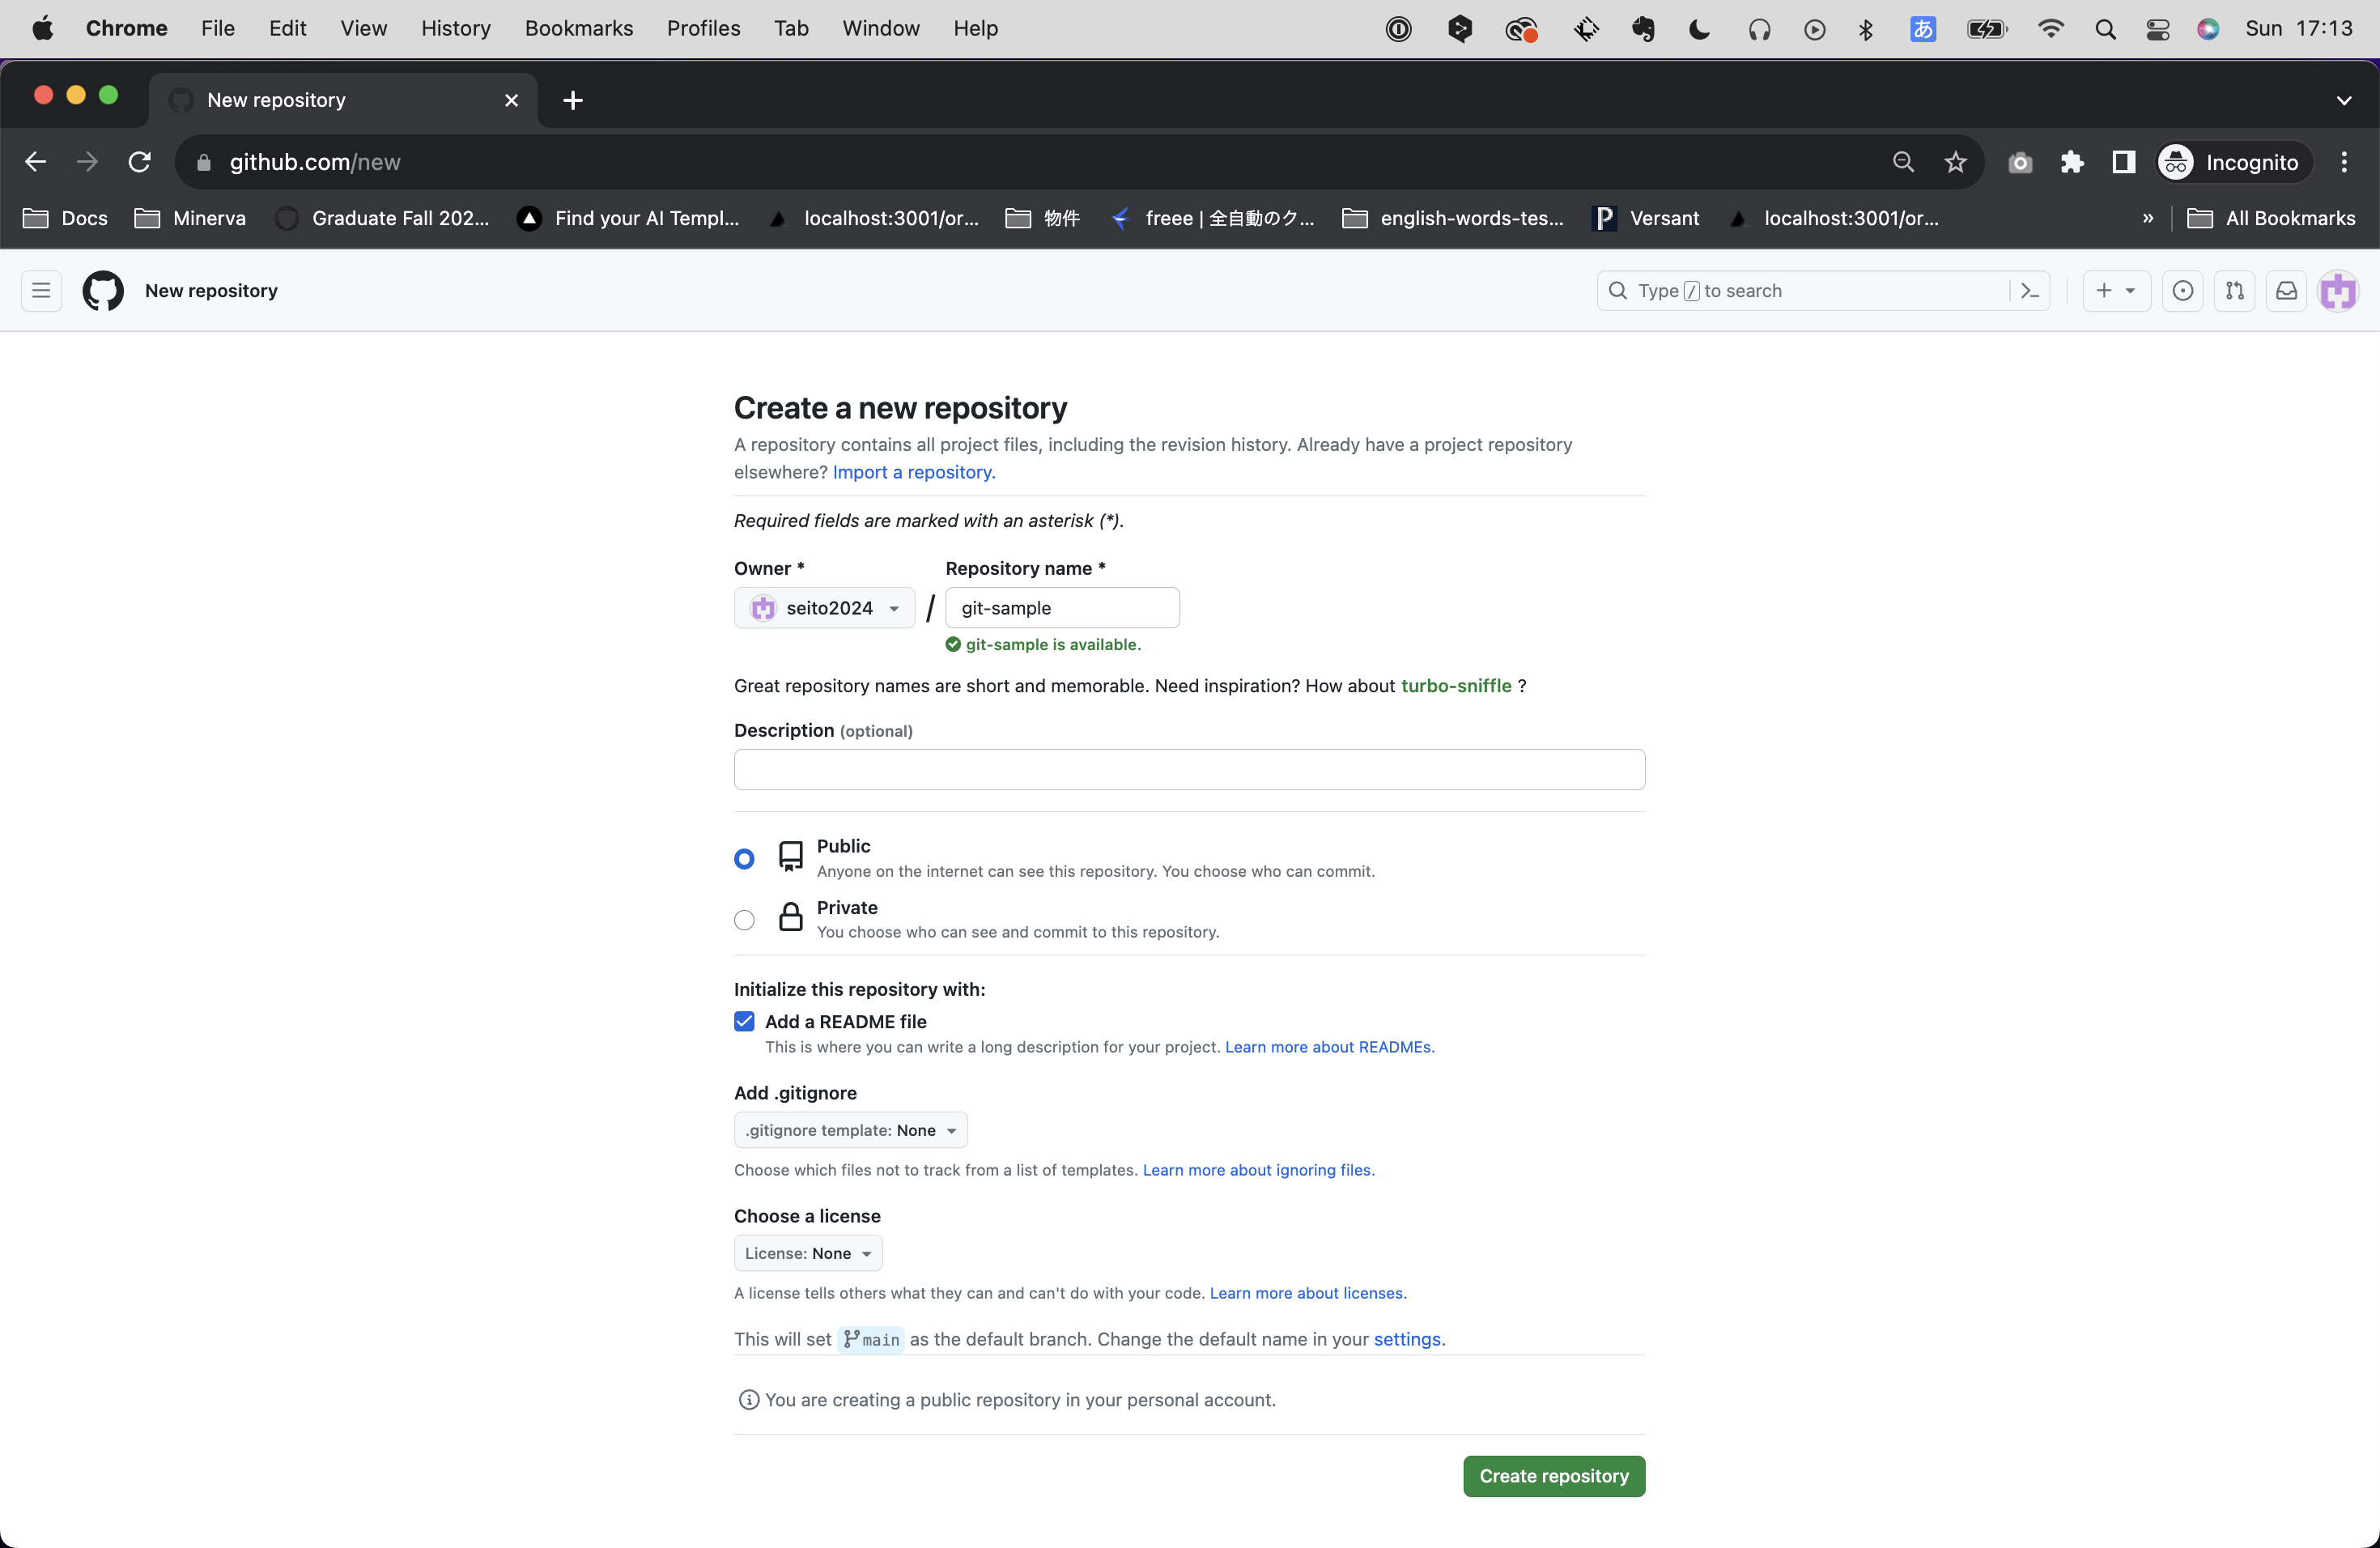 Chrome File Edit View History Bookmarks Profiles Tab Window Help あ Sun 17:13
New repository
github.com/new Incognito
Docs Minerva Graduate Fall 202... Find your AI Templ... localhost:3001/or... 物件 freee | 全自動のク... english-words-tes... Versant localhost:3001/or... » All Bookmarks
New repository Type / to search
Create a new repository
A repository contains all project files, including the revision history. Already have a project repository
elsewhere? Import a repository.
Required fields are marked with an asterisk (*).
Owner * Repository name *
seito2024 / git-sample
git-sample is available.
Great repository names are short and memorable. Need inspiration? How about turbo-sniffle ?
Description (optional)
Public
Anyone on the internet can see this repository. You choose who can commit.
Private
You choose who can see and commit to this repository.
Initialize this repository with:
Add a README file
This is where you can write a long description for your project. Learn more about READMEs.
Add .gitignore
.gitignore template: None
Choose which files not to track from a list of templates. Learn more about ignoring files.
Choose a license
License: None
A license tells others what they can and can't do with your code. Learn more about licenses.
This will set main as the default branch. Change the default name in your settings.
You are creating a public repository in your personal account.
Create repository